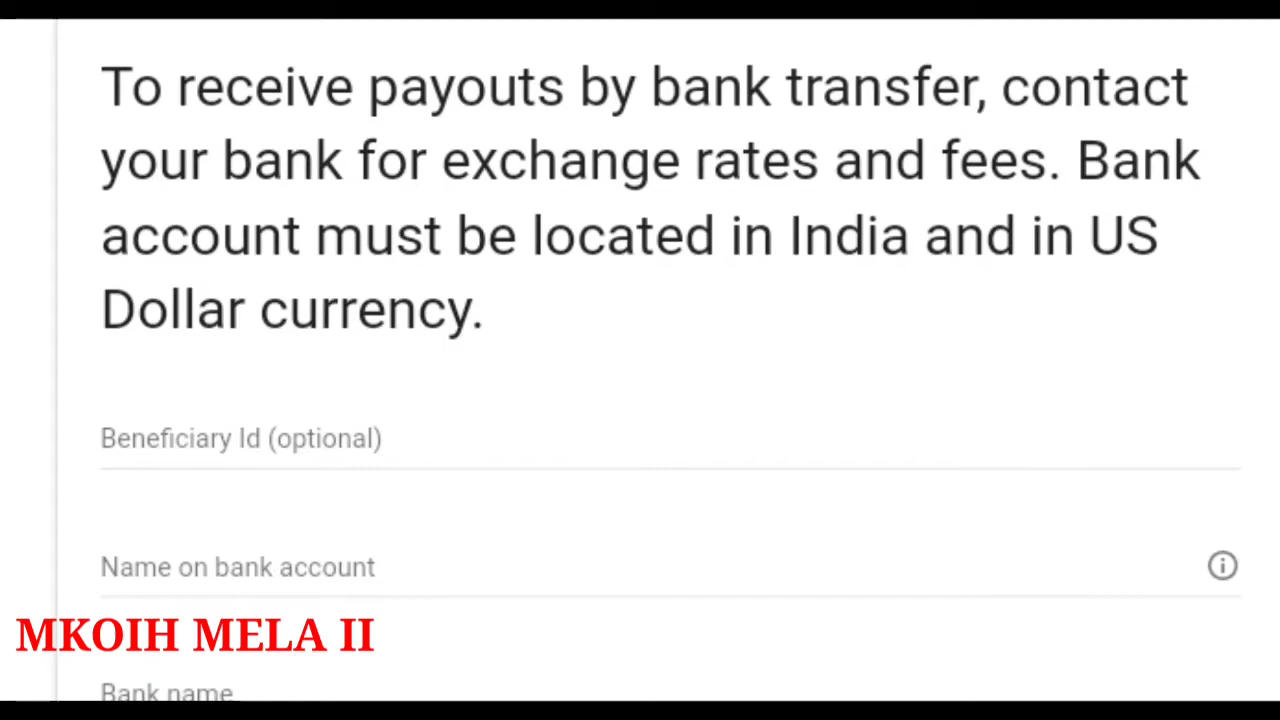 To receive payouts by bank transfer, contact
your bank for exchange rates and fees. Bank
account must be located in India and in US
Dollar currency.
Beneficiary Id (optional)
Name on bank account
MKOIH MELA II
Bank name